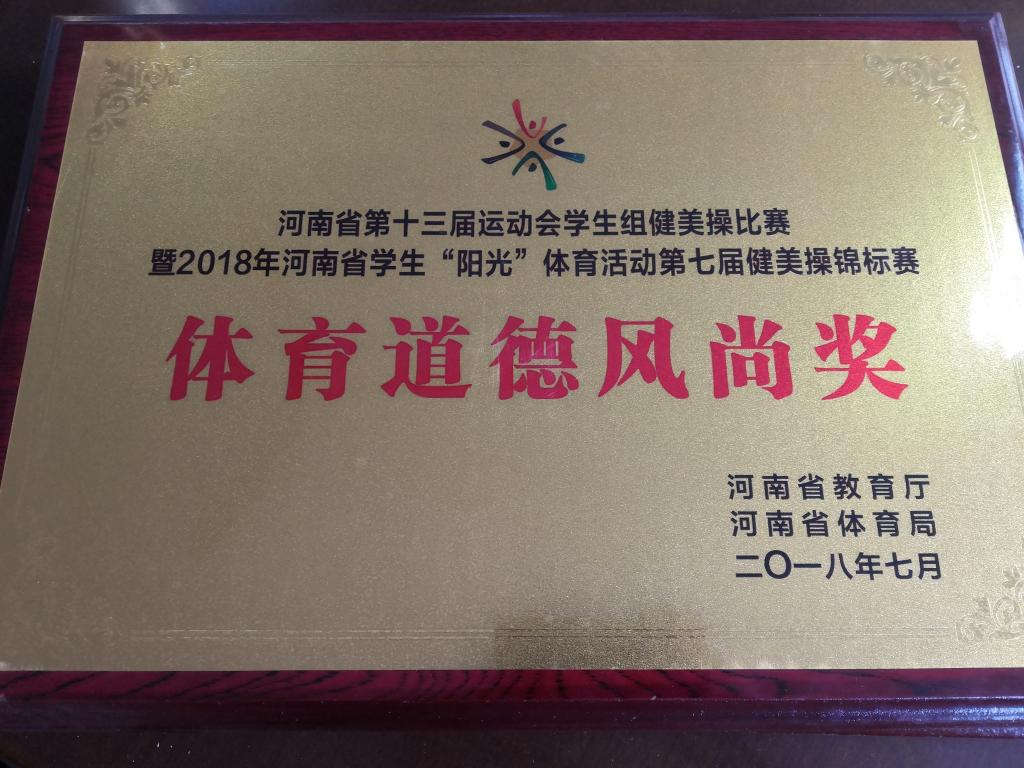 河南省第十三届运动会学生组健美操比赛
暨2018年河南省学生“阳光”体育活动第七届健美操锦标赛
体育道德风尚奖
河南省教育厅
河南省体育局
二〇一八年七月